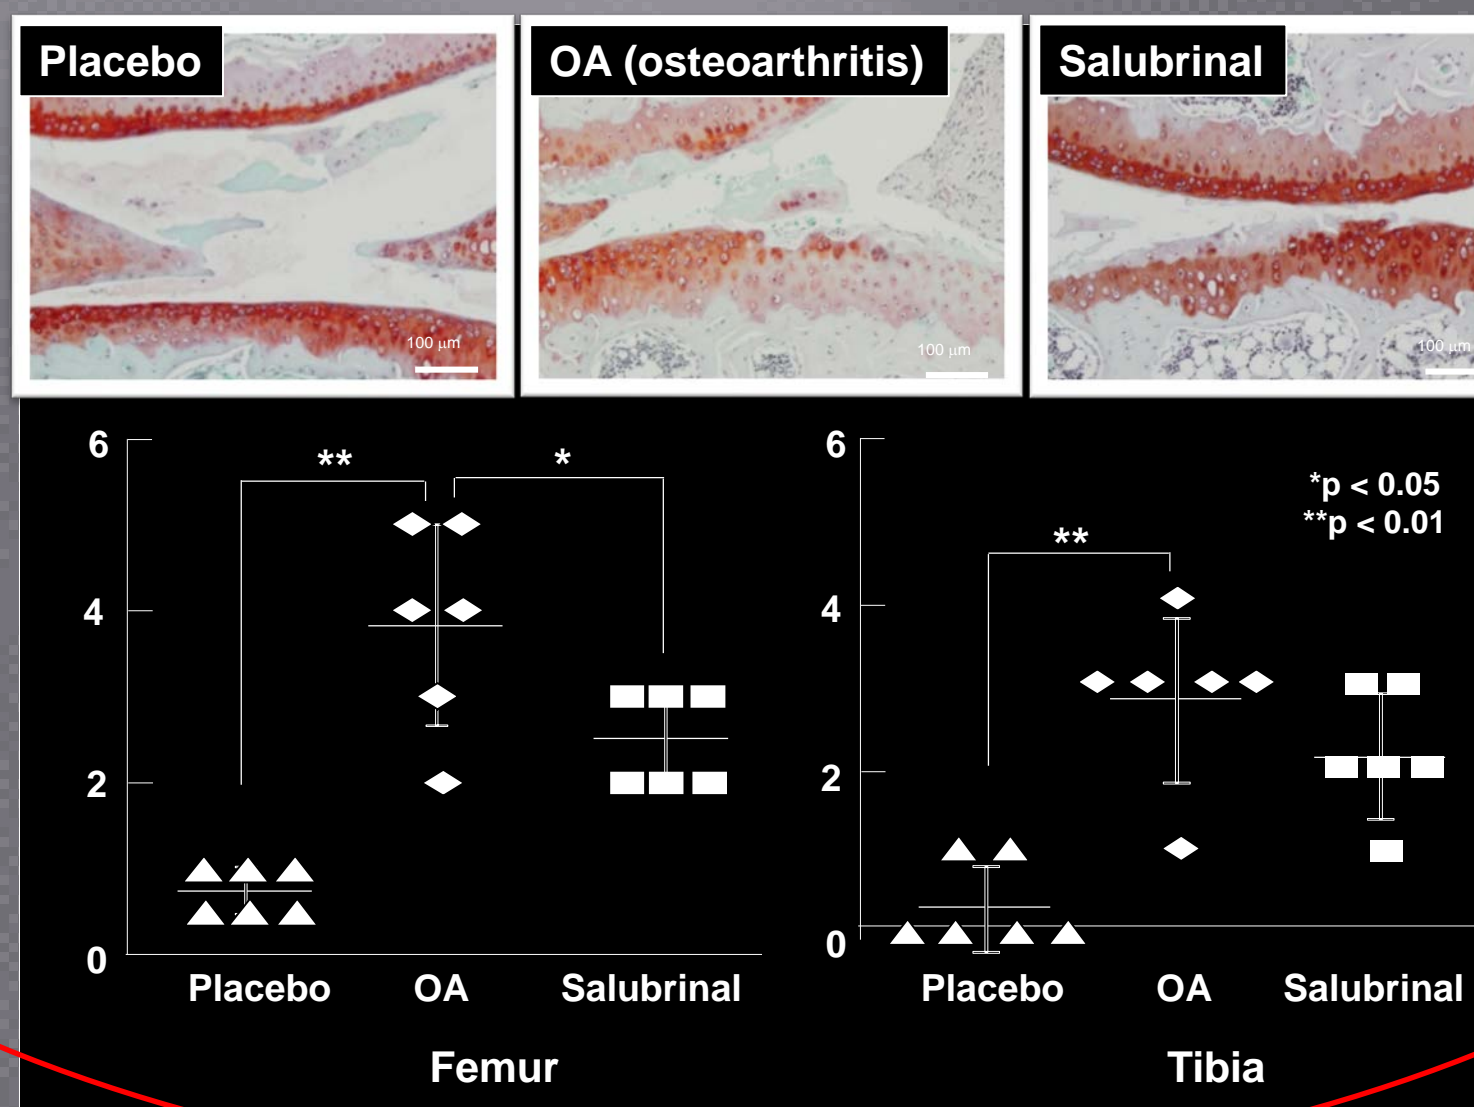 Placebo
OA (osteoarthritis)
Salubrinal
100 μm
100 μm
100 μm
6
4
2
0
**
*
Placebo
OA
Salubrinal
Femur
6
4
2
0
**
*p < 0.05
**p < 0.01
Placebo
OA
Salubrinal
Tibia